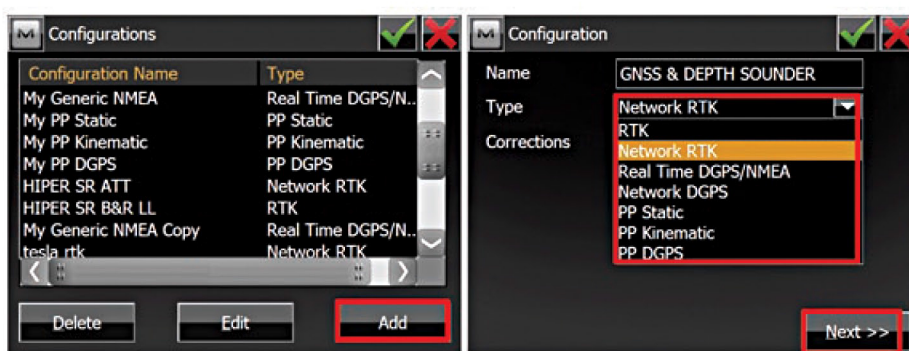 Configurations
Configuration Name Type
My Generic NMEA Real Time DGPS/N..
My PP Static PP Static
My PP Kinematic PP Kinematic
My PP DGPS PP DGPS
HIPER SR ATT Network RTK
HIPER SR B&R LL RTK
My Generic NMEA Copy Real Time DGPS/N..
tesla rtk Network RTK
Delete Edit Add
Configuration
Name GNSS & DEPTH SOUNDER
Type Network RTK
RTK
Corrections
Network RTK
Real Time DGPS/NMEA
Network DGPS
PP Static
PP Kinematic
PP DGPS
Next >>